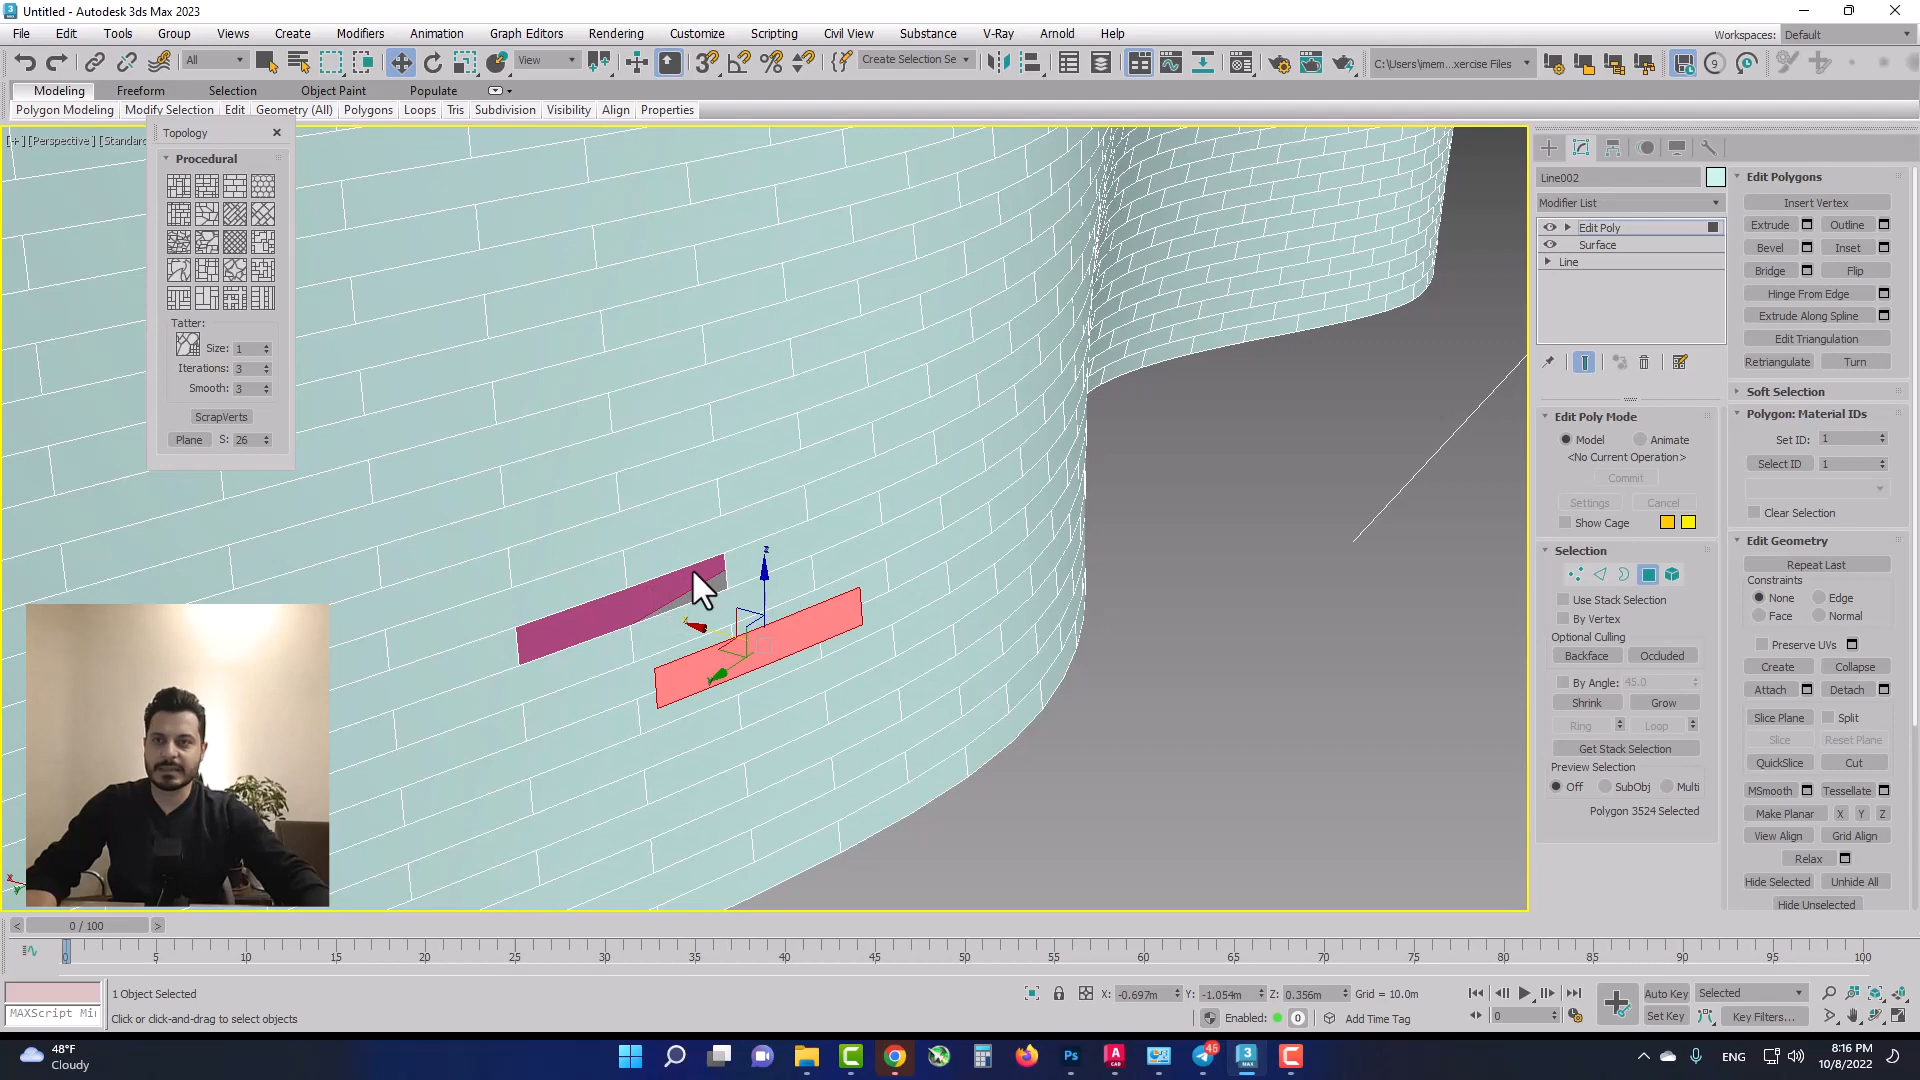 Untitled - Autodesk 3ds Max 2023
File Edit Tools Group Views Create Modifiers Animation Graph Editors Rendering Customize Scripting Civil View Substance V-Ray Arnold Help
Workspaces: Default
All View Create Selection Se C:\Users\mem...xercise Files
Modeling Freeform Selection Object Paint Populate
Polygon Modeling Modify Selection Edit Geometry (All) Polygons Loops Tris Subdivision Visibility Align Properties
[+] [Perspective] [Standard
Topology
Procedural
Tatter:
Size: 1
Iterations: 3
Smooth: 3
ScrapVerts
Plane S: 26
z
Line002
Modifier List
Edit Poly
Surface
Line
Edit Poly Mode
Model Animate
<No Current Operation>
Commit
Settings Cancel
Show Cage
Selection
Use Stack Selection
By Vertex
Optional Culling
Backface Occluded
By Angle: 45.0
Shrink Grow
Ring Loop
Get Stack Selection
Preview Selection
Off SubObj Multi
Polygon 3524 Selected
Edit Polygons
Insert Vertex
Extrude Outline
Bevel Inset
Bridge Flip
Hinge From Edge
Extrude Along Spline
Edit Triangulation
Retriangulate Turn
Soft Selection
Polygon: Material IDs
Set ID: 1
Select ID 1
Clear Selection
Edit Geometry
Repeat Last
Constraints
None Edge
Face Normal
Preserve UVs
Create Collapse
Attach Detach
Slice Plane Split
Slice Reset Plane
QuickSlice Cut
MSmooth Tessellate
Make Planar X Y Z
View Align Grid Align
Relax
Hide Selected Unhide All
Hide Unselected
0 / 100
0 5 10 15 20 25 30 35 40 45 50 55 60 65 70 75 80 85 90 95 100
1 Object Selected
X: -0.697m Y: -1.054m Z: 0.356m Grid = 10.0m
Auto Key Selected
MAXScript Mi
Click or click-and-drag to select objects
Enabled: 0 Add Time Tag
0
Set Key Key Filters...
48°F
Cloudy
45
ENG
8:16 PM
10/8/2022